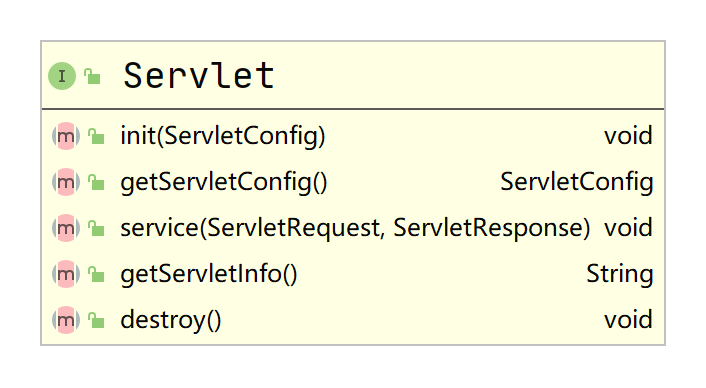 I Servlet
m init(ServletConfig) void
m getServletConfig() ServletConfig
m service(ServletRequest, ServletResponse) void
m getServletInfo() String
m destroy() void